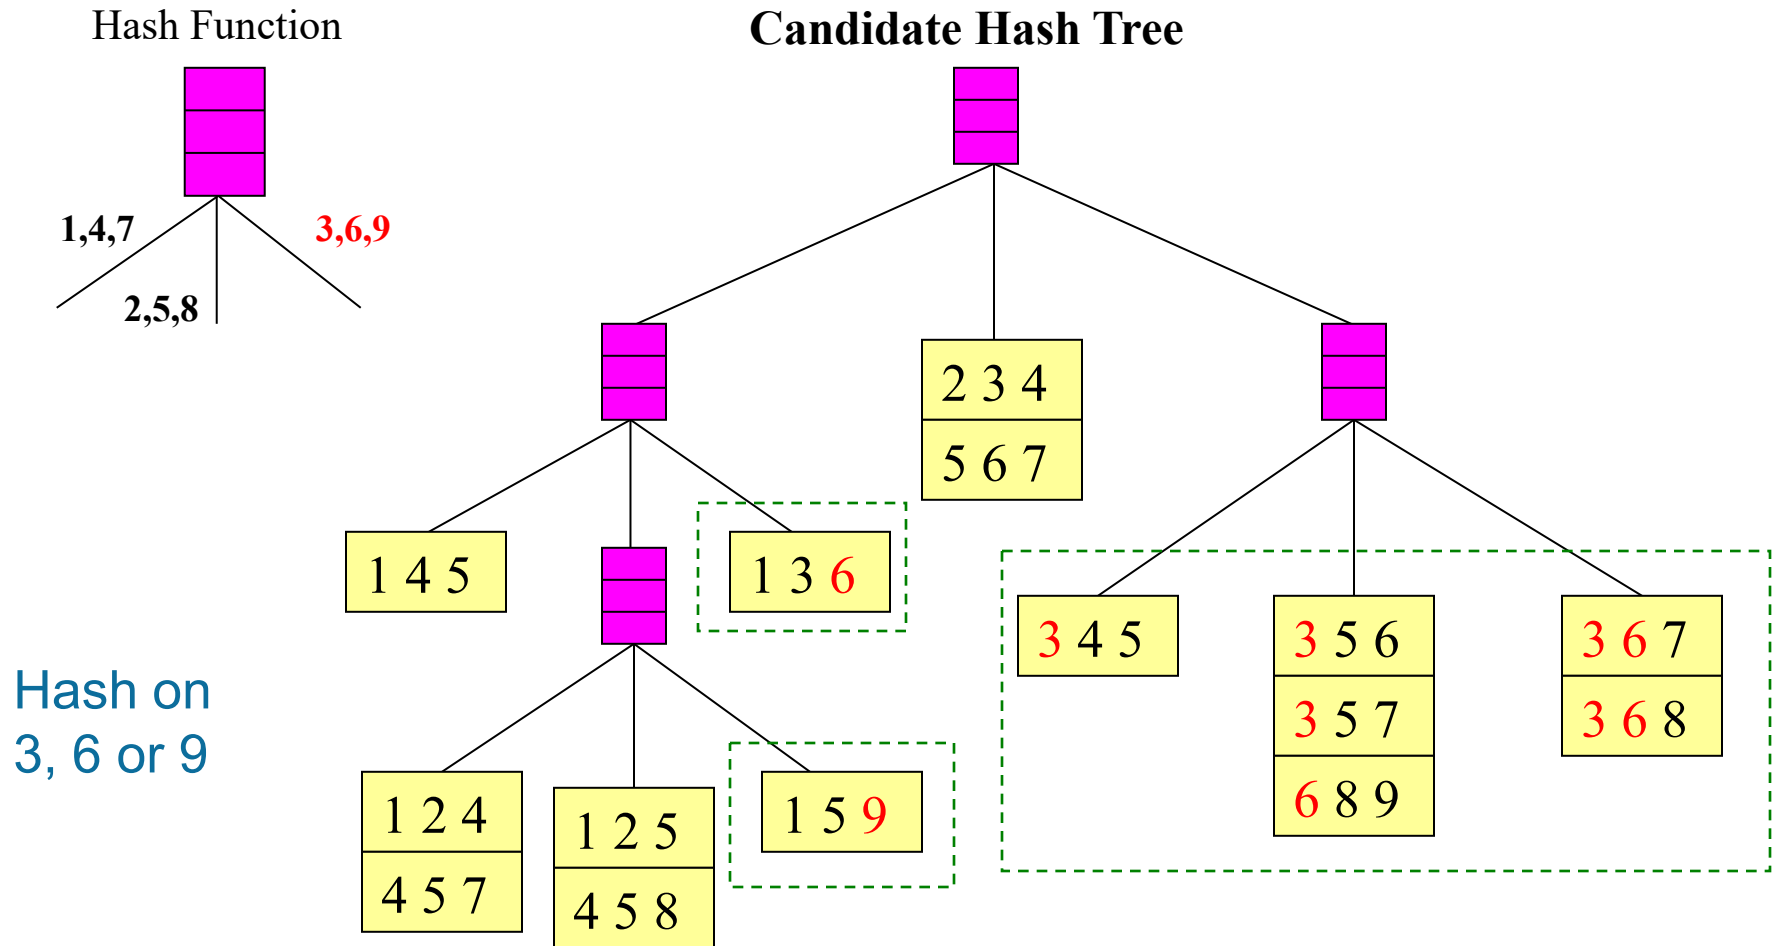 Hash Function
Candidate Hash Tree
1,4,7
3,6,9
2,5,8
2 3 4
5 6 7
1 4 5
1 3 6
3 4 5
3 5 6
3 6 7
3 5 7
3 6 8
6 8 9
Hash on
3, 6 or 9
1 2 4
1 2 5
1 5 9
4 5 7
4 5 8